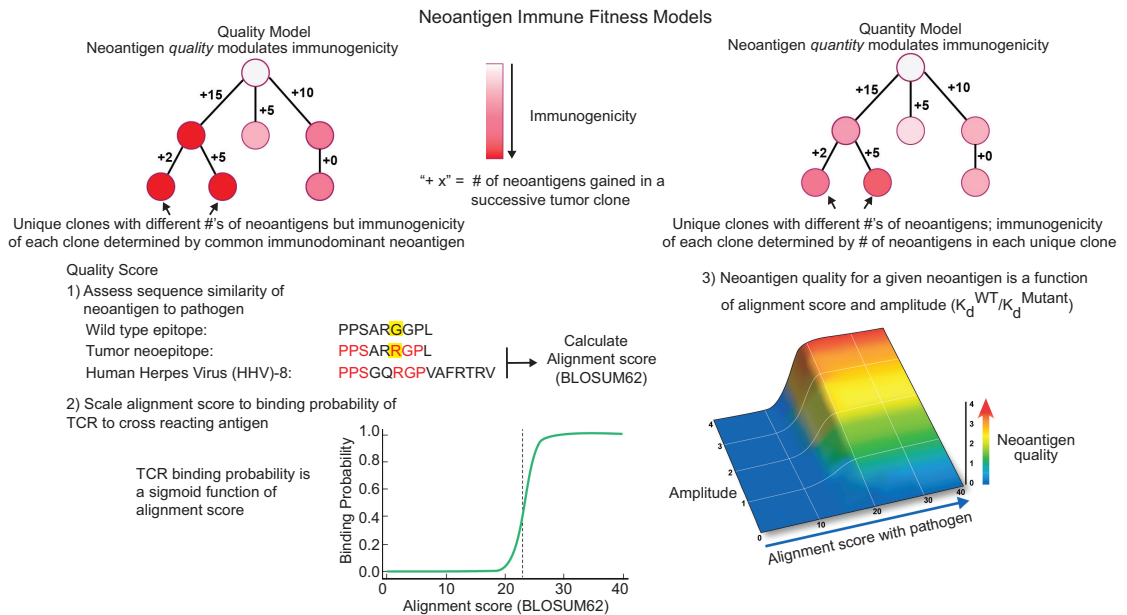 Neoantigen Immune Fitness Models
Quality Model
Neoantigen quality modulates immunogenicity
+15
+5
+10
+2
+5
+0
Unique clones with different #'s of neoantigens but immunogenicity
of each clone determined by common immunodominant neoantigen
Immunogenicity
"+ x" = # of neoantigens gained in a
successive tumor clone
Quantity Model
Neoantigen quantity modulates immunogenicity
+15
+5
+10
+2
+5
+0
Unique clones with different #'s of neoantigens; immunogenicity
of each clone determined by # of neoantigens in each unique clone
Quality Score
1) Assess sequence similarity of
neoantigen to pathogen
Wild type epitope: PPSARGGPL
Tumor neoepitope: PPSARRGPL
Human Herpes Virus (HHV)-8: PPSGQRGPVAFRTRV
Calculate
Alignment score
(BLOSUM62)
2) Scale alignment score to binding probability of
TCR to cross reacting antigen
TCR binding probability is
a sigmoid function of
alignment score
Binding Probability
1.0
0.8
0.6
0.4
0.2
0.0
0 10 20 30 40
Alignment score (BLOSUM62)
3) Neoantigen quality for a given neoantigen is a function
of alignment score and amplitude (Kd^WT/Kd^Mutant)
Amplitude
4
3
2
1
0
10
20
30
40
Alignment score with pathogen
4
3
2
1
0
Neoantigen
quality